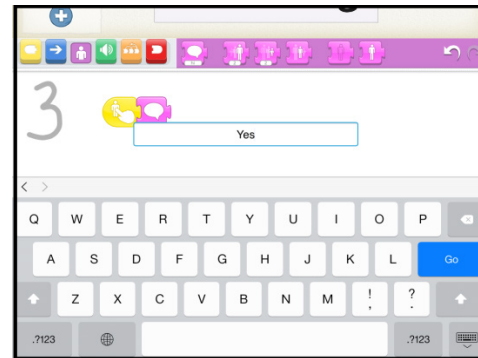 3
Yes
Q W E R T Y U I O P
A S D F G H J K L Go
Z X C V B N M ! , ? .
.?123 .?123